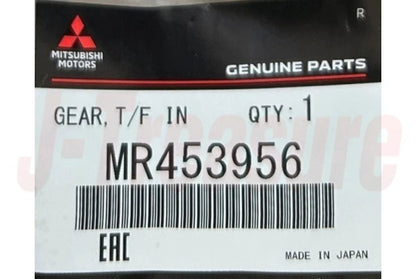 R
MITSUBISHI
MOTORS
GENUINE PARTS
GEAR, T/F IN QTY: 1
J-Treasure
MR453956
EAC
MADE IN JAPAN